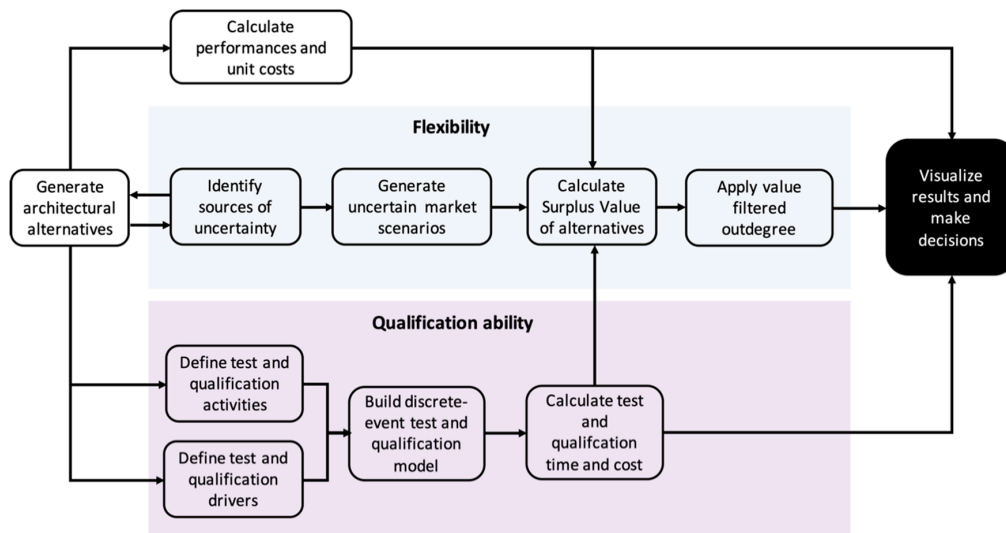 Calculate
performances and
unit costs
Flexibility
Generate
architectural
alternatives
Identify
sources of
uncertainty
Generate
uncertain market
scenarios
Calculate
Surplus Value
of alternatives
Apply value
filtered
outdegree
Visualize
results and
make
decisions
Qualification ability
Define test and
qualification
activities
Define test and
qualification
drivers
Build discrete-
event test and
qualification
model
Calculate test
and
qualifcation
time and cost